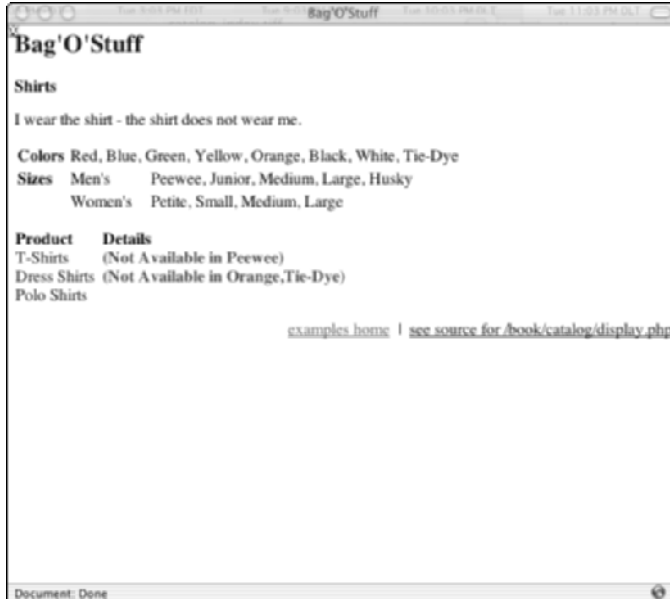 Bag'O'Stuff
Bag'O'Stuff
Shirts
I wear the shirt - the shirt does not wear me.
Colors Red, Blue, Green, Yellow, Orange, Black, White, Tie-Dye
Sizes Men's Peewee, Junior, Medium, Large, Husky
Women's Petite, Small, Medium, Large
Product Details
T-Shirts (Not Available in Peewee)
Dress Shirts (Not Available in Orange,Tie-Dye)
Polo Shirts
examples home | see source for /book/catalog/display.php
Document: Done